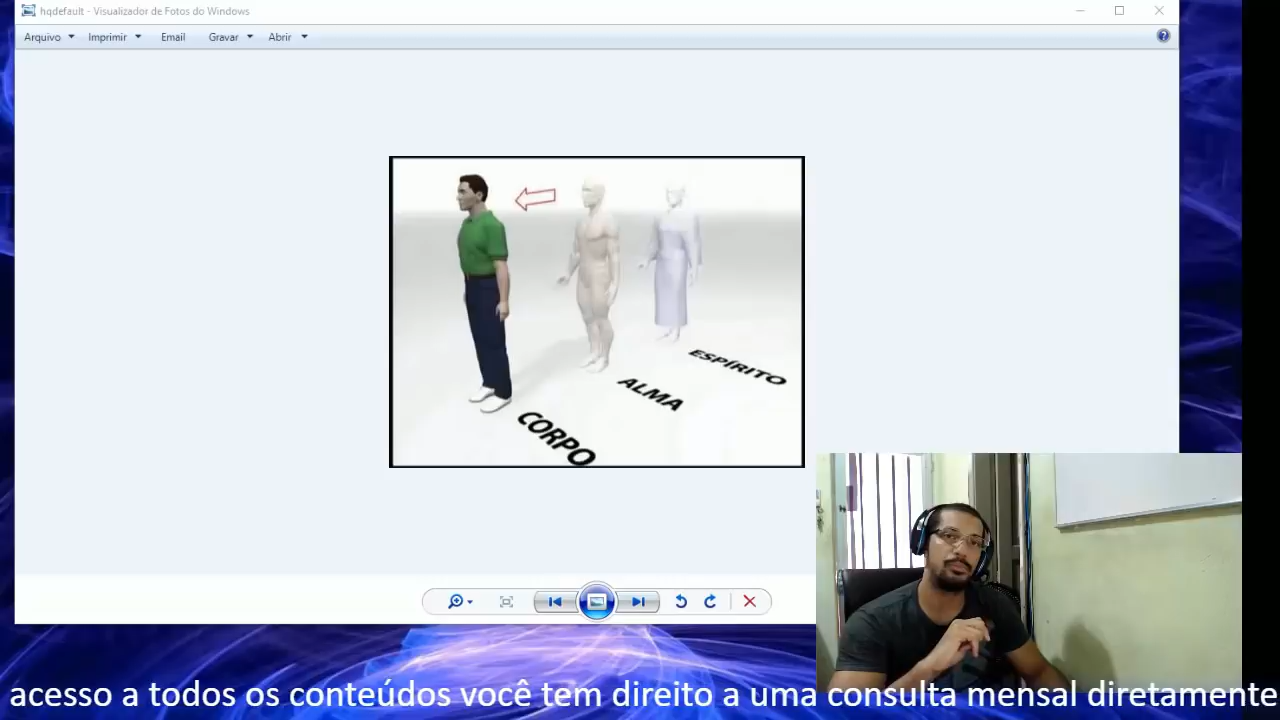 hqdefault - Visualizador de Fotos do Windows
Arquivo Imprimir Email Gravar Abrir
ESPÍRITO
ALMA
CORPO
acesso a todos os conteúdos você tem direito a uma consulta mensal diretamente